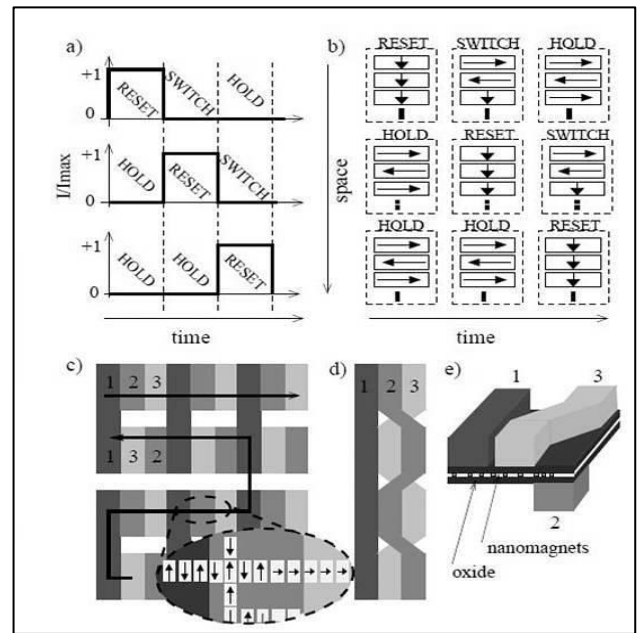 a)
+1
0
RESET
SWITCH
HOLD
+1
0
HOLD
RESET
SWITCH
+1
0
HOLD
HOLD
RESET
I/Imax
time
b)
space
RESET SWITCH HOLD
HOLD RESET SWITCH
HOLD HOLD RESET
time
c)
1 2 3
1 3 2
d)
1 2 3
e)
1 3
2
nanomagnets
oxide